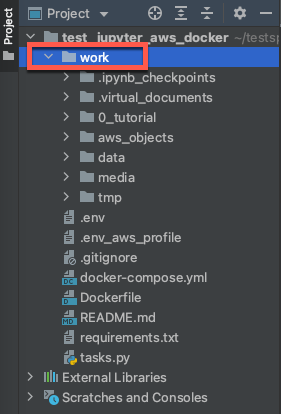 Project
Project
test_jupyter_aws_docker ~/testsp
work
.ipynb_checkpoints
.virtual_documents
0_tutorial
aws_objects
data
media
tmp
.env
.env_aws_profile
.gitignore
docker-compose.yml
Dockerfile
README.md
requirements.txt
tasks.py
External Libraries
Scratches and Consoles